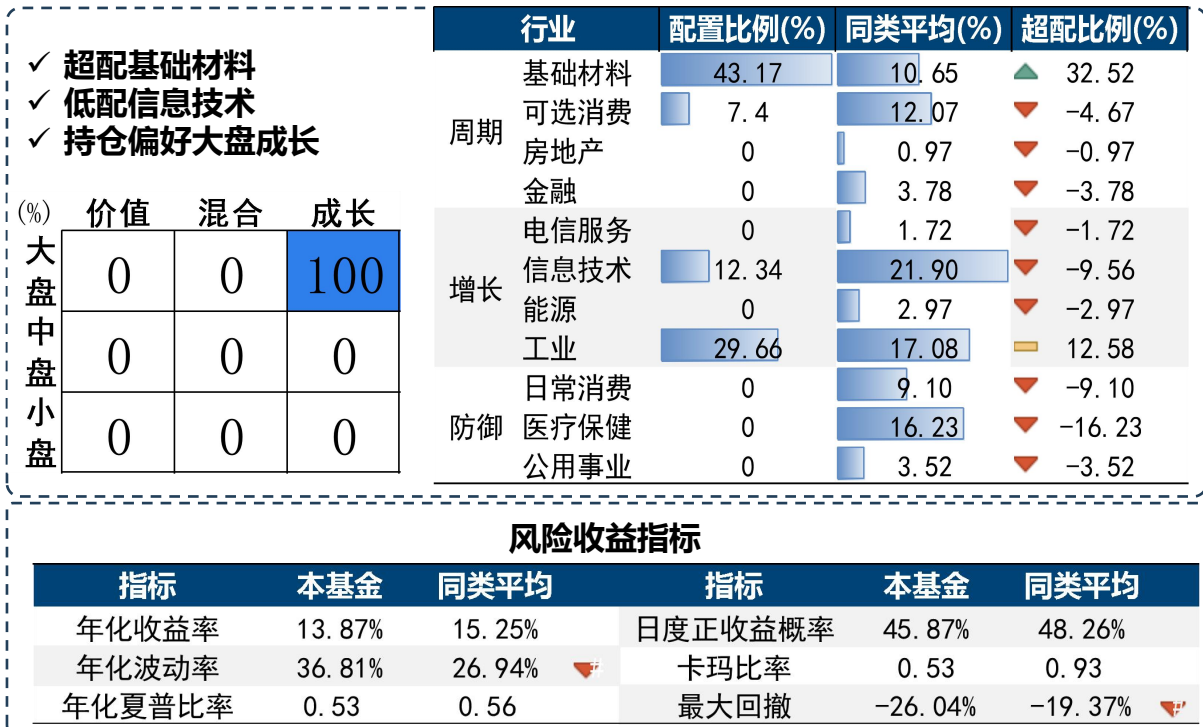 ✓ 超配基础材料
✓ 低配信息技术
✓ 持仓偏好大盘成长
(%) 价值 混合 成长
大盘 0 0 100
中盘 0 0 0
小盘 0 0 0
行业 配置比例(%) 同类平均(%) 超配比例(%)
周期
基础材料 43.17 10.65 32.52
可选消费 7.4 12.07 -4.67
房地产 0 0.97 -0.97
金融 0 3.78 -3.78
增长
电信服务 0 1.72 -1.72
信息技术 12.34 21.90 -9.56
能源 0 2.97 -2.97
工业 29.66 17.08 12.58
防御
日常消费 0 9.10 -9.10
医疗保健 0 16.23 -16.23
公用事业 0 3.52 -3.52
风险收益指标
指标 本基金 同类平均 指标 本基金 同类平均
年化收益率 13.87% 15.25% 日度正收益概率 45.87% 48.26%
年化波动率 36.81% 26.94% 卡玛比率 0.53 0.93
年化夏普比率 0.53 0.56 最大回撤 -26.04% -19.37%